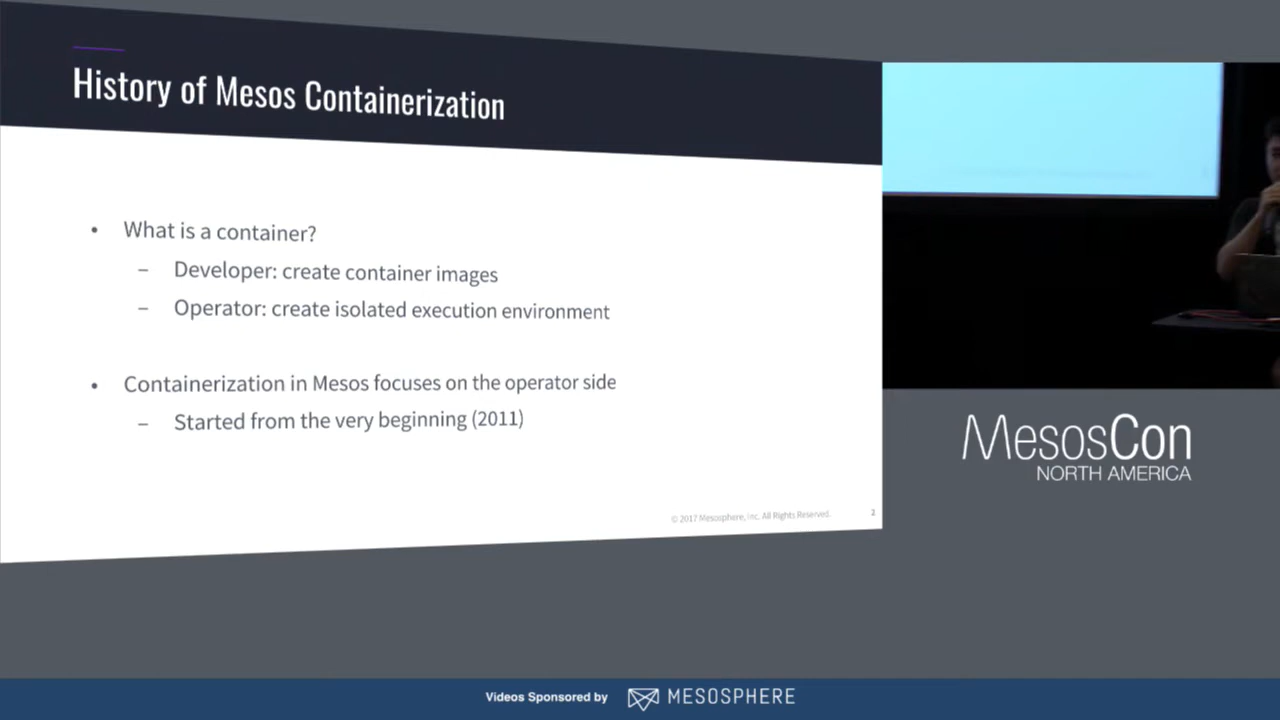 History of Mesos Containerization
• What is a container?
– Developer: create container images
– Operator: create isolated execution environment
• Containerization in Mesos focuses on the operator side
– Started from the very beginning (2011)
© 2017 Mesosphere, Inc. All Rights Reserved.
2
MesosCon
NORTH AMERICA
Videos Sponsored by
MESOSPHERE